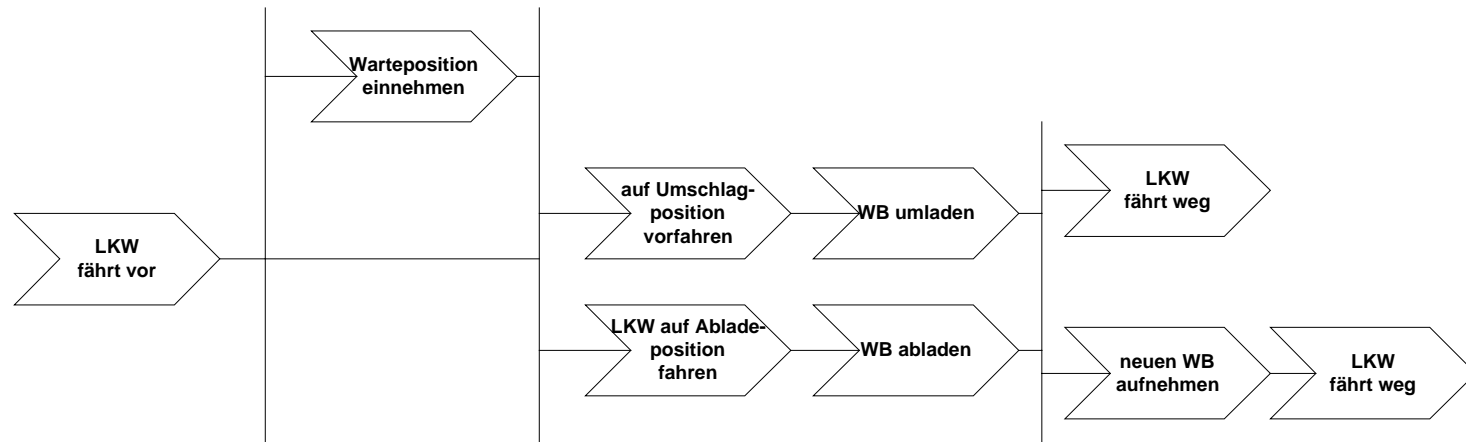 Warteposition
einnehmen
LKW
fährt vor
auf Umschlag-
position
vorfahren
WB umladen
LKW
fährt weg
LKW auf Ablade-
position
fahren
WB abladen
neuen WB
aufnehmen
LKW
fährt weg